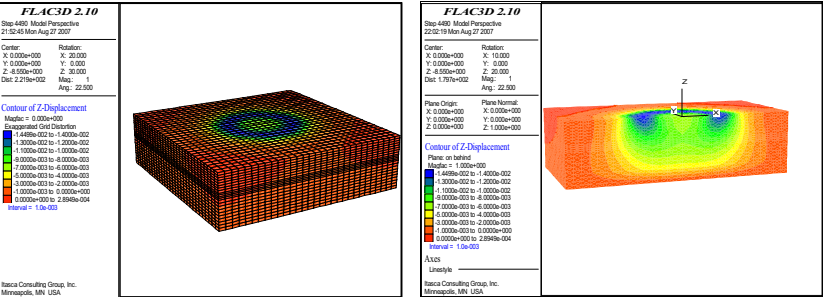 FLAC3D 2.10
Step 4490 Model Perspective
21:52:45 Mon Aug 27 2007
Center: Rotation:
X: 0.000e+000 X: 20.000
Y: 0.000e+000 Y: 0.000
Z: -8.550e+000 Z: 30.000
Dist: 2.219e+002 Mag.: 1
Ang.: 22.500
Contour of Z-Displacement
Magfac = 0.000e+000
Exaggerated Grid Distortion
-1.4499e-002 to -1.4000e-002
-1.3000e-002 to -1.2000e-002
-1.1000e-002 to -1.0000e-002
-9.0000e-003 to -8.0000e-003
-7.0000e-003 to -6.0000e-003
-5.0000e-003 to -4.0000e-003
-3.0000e-003 to -2.0000e-003
-1.0000e-003 to 0.0000e+000
0.0000e+000 to 2.8949e-004
Interval = 1.0e-003
Itasca Consulting Group, Inc.
Minneapolis, MN USA
FLAC3D 2.10
Step 4490 Model Perspective
22:02:19 Mon Aug 27 2007
Center: Rotation:
X: 0.000e+000 X: 10.000
Y: 0.000e+000 Y: 0.000
Z: -8.550e+000 Z: 20.000
Dist: 1.797e+002 Mag.: 1
Ang.: 22.500
Plane Origin: Plane Normal:
X: 0.000e+000 X: 0.000e+000
Y: 0.000e+000 Y: 0.000e+000
Z: 0.000e+000 Z: 1.000e+000
Contour of Z-Displacement
Plane: on behind
Magfac = 1.000e+000
-1.4499e-002 to -1.4000e-002
-1.3000e-002 to -1.2000e-002
-1.1000e-002 to -1.0000e-002
-9.0000e-003 to -8.0000e-003
-7.0000e-003 to -6.0000e-003
-5.0000e-003 to -4.0000e-003
-3.0000e-003 to -2.0000e-003
-1.0000e-003 to 0.0000e+000
0.0000e+000 to 2.8949e-004
Interval = 1.0e-003
Axes
Linestyle
Itasca Consulting Group, Inc.
Minneapolis, MN USA
Z
Y
X